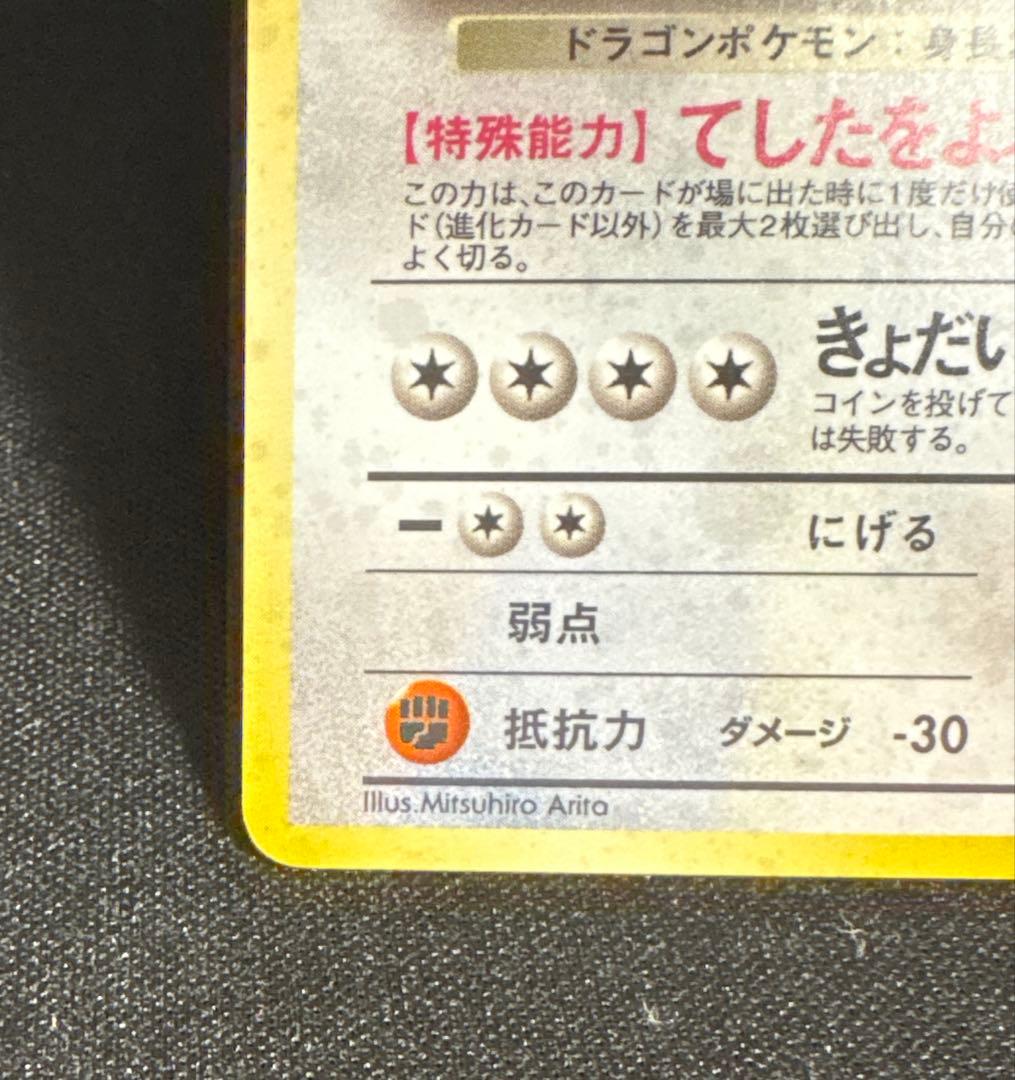 ドラゴンポケモン：身長
【特殊能力】 てしたをよ
この力は、このカードが場に出た時に1度だけ使
ド（進化カード以外）を最大2枚選び出し、自分
よく切る。
きょだい
コインを投げて
は失敗する。
にげる
弱点
抵抗力 ダメージ -30
Illus.Mitsuhiro Arita